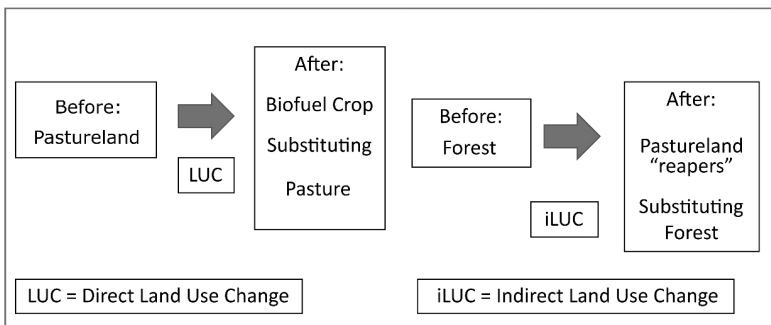 Before:
Pastureland
LUC
After:
Biofuel Crop
Substituting
Pasture
Before:
Forest
iLUC
After:
Pastureland
“reapers”
Substituting
Forest
LUC = Direct Land Use Change
iLUC = Indirect Land Use Change